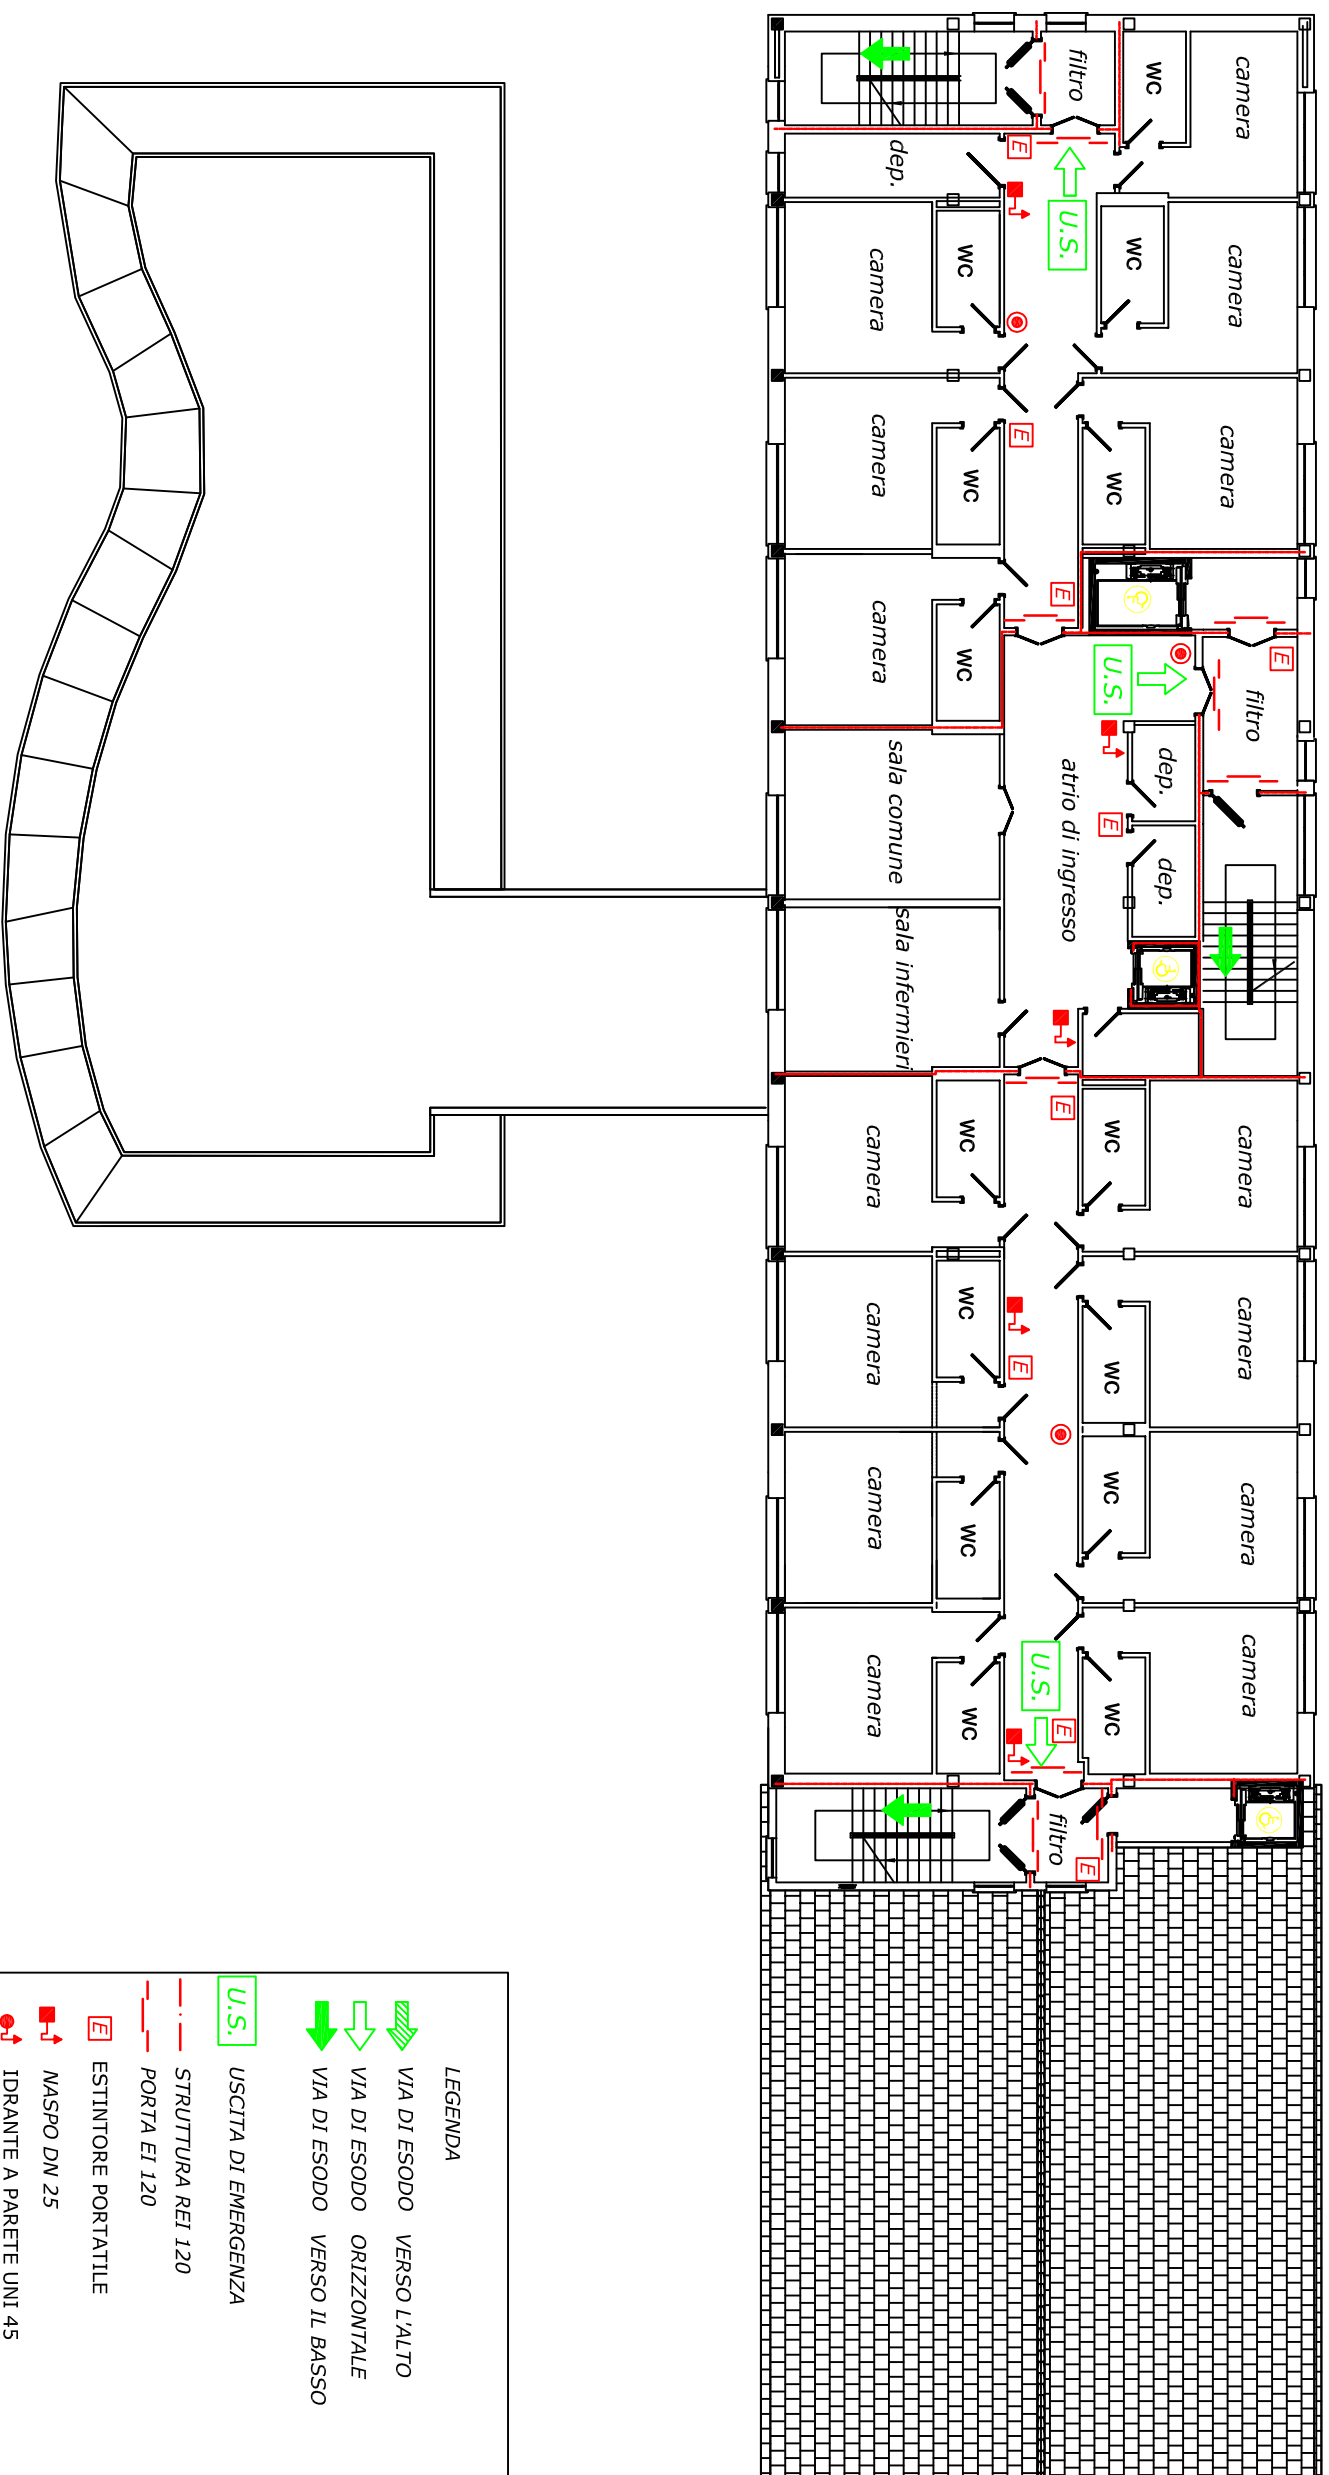 camera
camera
camera
E
filtro
camera
camera
camera
camera
WC
WC
WC
dep.
dep.
WC
WC
WC
WC
filtro
U.S.
E
U.S.
E
atrio di ingresso
E
U.S.
E
filtro
E
E
E
E
WC
WC
WC
WC
WC
WC
WC
dep.
camera
camera
camera
sala comune
sala infermieri
camera
camera
camera
camera
LEGENDA
VIA DI ESODO VERSO L'ALTO
VIA DI ESODO ORIZZONTALE
VIA DI ESODO VERSO IL BASSO
U.S. USCITA DI EMERGENZA
STRUTTURA REI 120
PORTA EI 120
E ESTINTORE PORTATILE
NASPO DN 25
IDRANTE A PARETE UNI 45